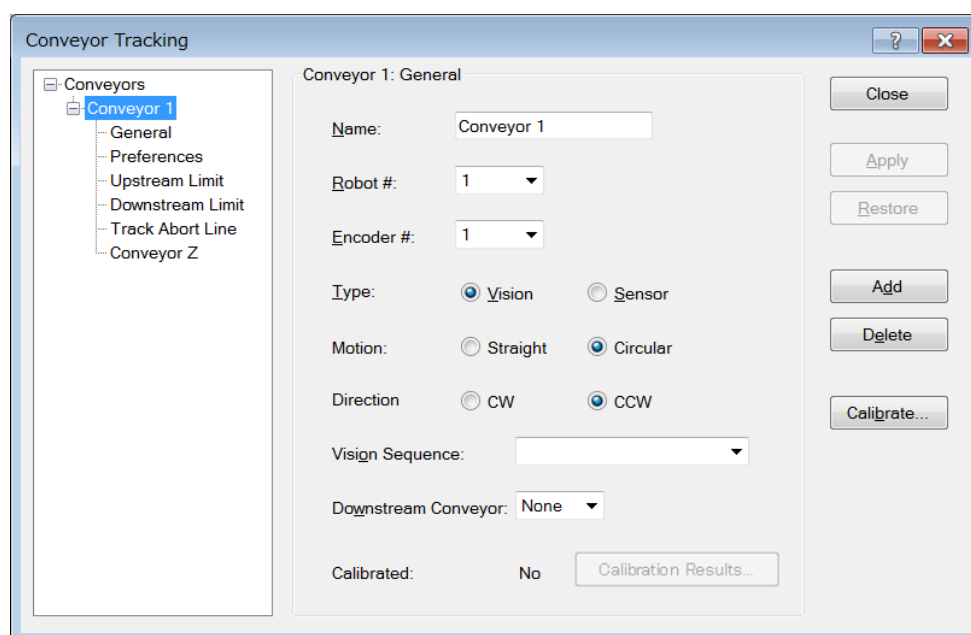 Conveyor Tracking
Conveyors
Conveyor 1
General
Preferences
Upstream Limit
Downstream Limit
Track Abort Line
Conveyor Z
Conveyor 1: General
Name: Conveyor 1
Robot #: 1
Encoder #: 1
Type: Vision Sensor
Motion: Straight Circular
Direction CW CCW
Vision Sequence:
Downstream Conveyor: None
Calibrated: No Calibration Results...
Close
Apply
Restore
Add
Delete
Calibrate...